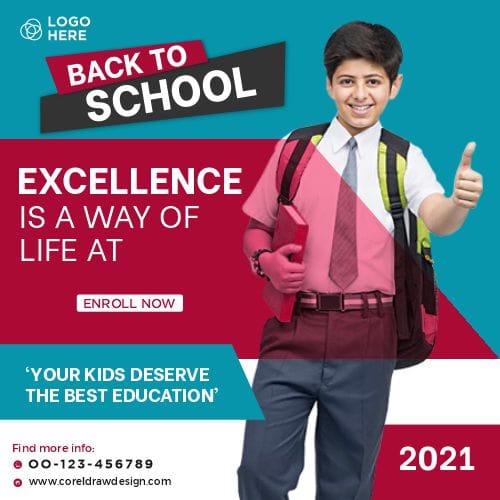 LOGO
HERE
BACK TO
SCHOOL
EXCELLENCE
IS A WAY OF
LIFE AT
ENROLL NOW
‘YOUR KIDS DESERVE
THE BEST EDUCATION’
Find more info:
OO-123-456789
www.coreldrawdesign.com
2021